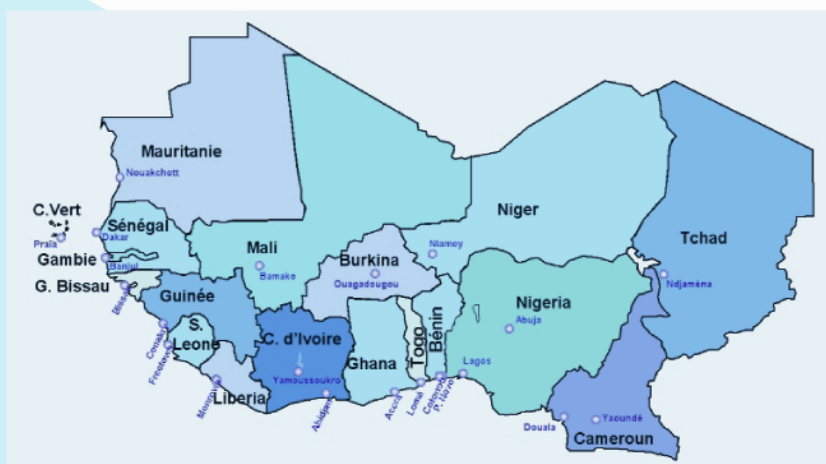 Mauritanie
Nouakchott
C.Vert
Praïa
Sénégal
Dakar
Gambie
Banjul
G. Bissau
Bissau
Mali
Bamako
Burkina
Ouagadougou
Niger
Niamey
Tchad
Ndjaména
Guinée
Conakry
S.
Leone
Freetown
Liberia
Monrovia
C. d'Ivoire
Yamoussoukro
Abidjan
Ghana
Accra
Togo
Lomé
Bénin
Cotonou
P. Novo
Nigeria
Abuja
Lagos
Douala
Yaoundé
Cameroun